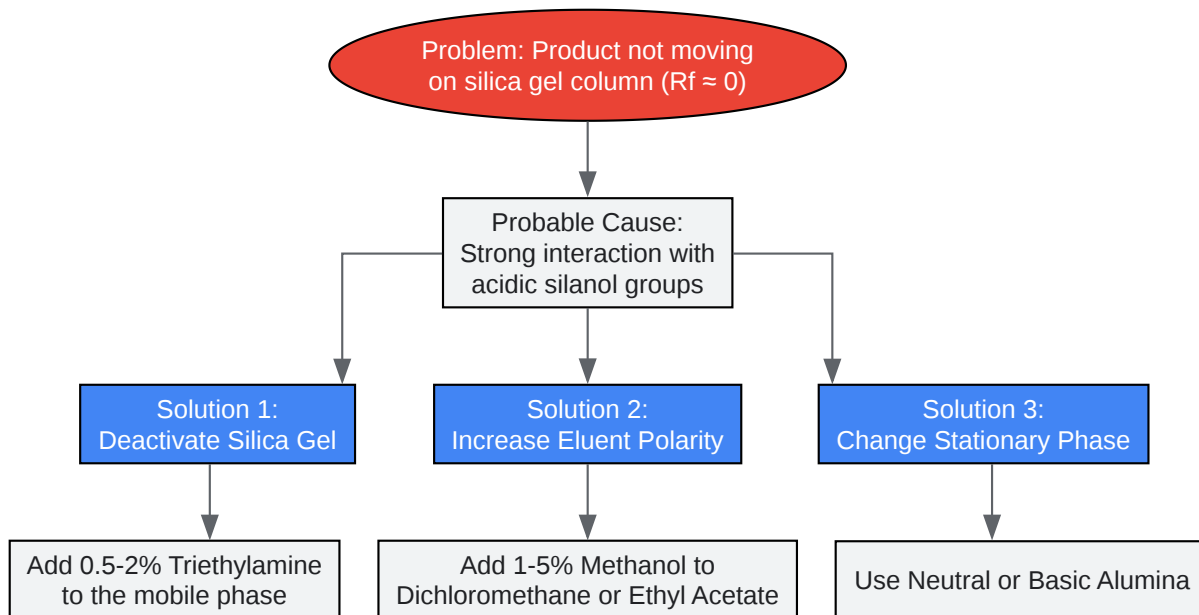 Problem: Product not moving
on silica gel column (Rf ≈ 0)
Probable Cause:
Strong interaction with
acidic silanol groups
Solution 1:
Deactivate Silica Gel
Solution 2:
Increase Eluent Polarity
Solution 3:
Change Stationary Phase
Add 0.5-2% Triethylamine
to the mobile phase
Add 1-5% Methanol to
Dichloromethane or Ethyl Acetate
Use Neutral or Basic Alumina